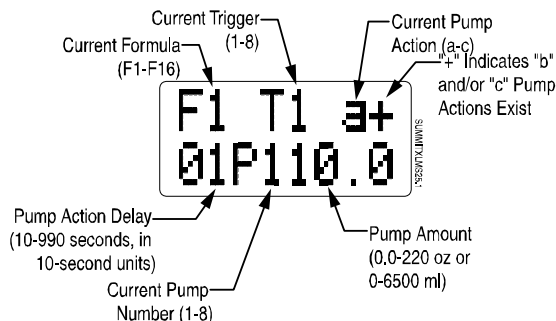 Current Trigger
(1-8)
Current Formula
(F1-F16)
Current Pump
Action (a-c)
"+" Indicates "b"
and/or "c" Pump
Actions Exist
F1 T1 a+
01P110.0
Pump Action Delay
(10-990 seconds, in
10-second units)
Current Pump
Number (1-8)
Pump Amount
(0.0-220 oz or
0-6500 ml)